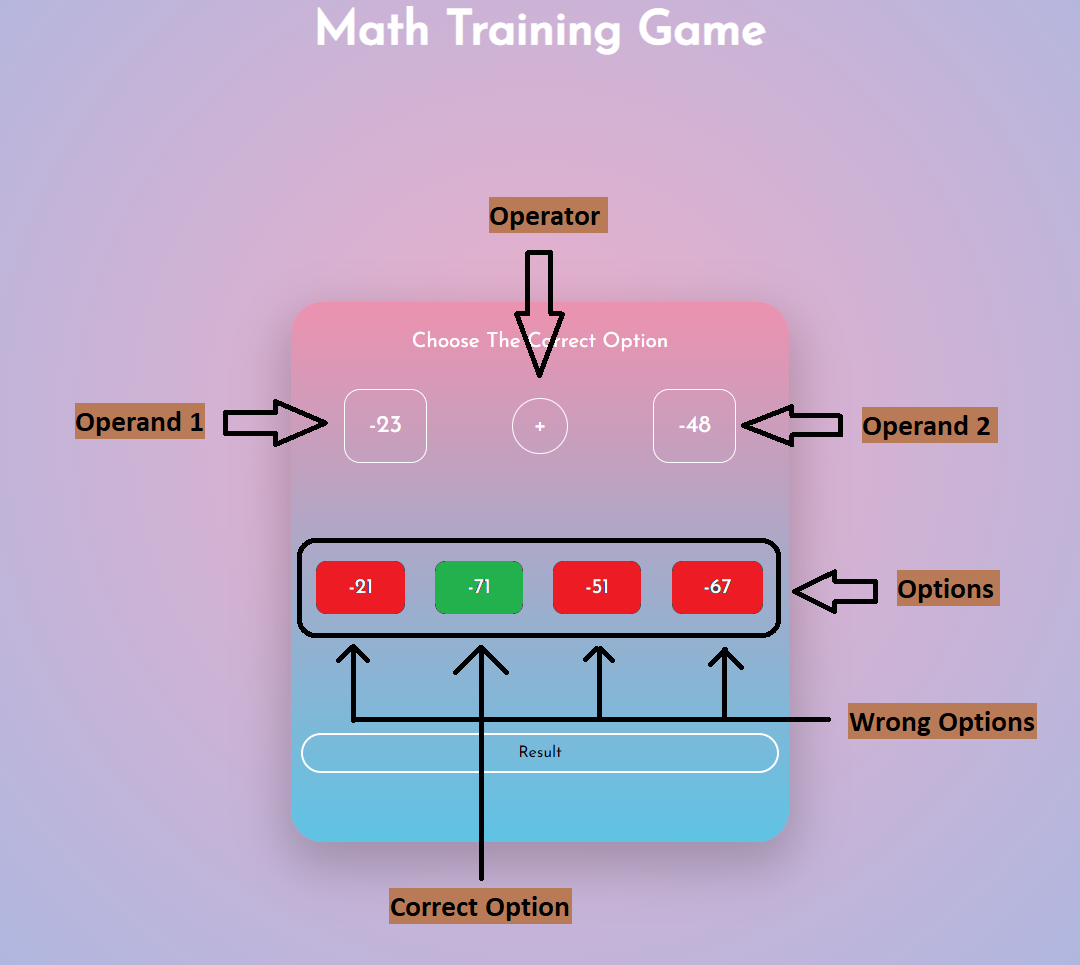 Math Training Game
Operator
Choose The Correct Option
Operand 1
-23
+
-48
Operand 2
-21
-71
-51
-67
Options
Wrong Options
Result
Correct Option